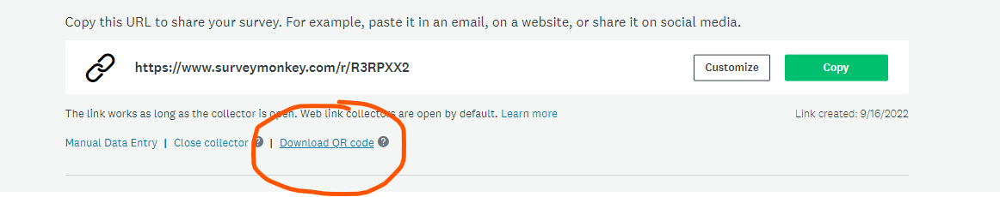 Copy this URL to share your survey. For example, paste it in an email, on a website, or share it on social media.
https://www.surveymonkey.com/r/R3RPXX2 Customize Copy
The link works as long as the collector is open. Web link collectors are open by default. Learn more Link created: 9/16/2022
Manual Data Entry | Close collector ? | Download QR code ?